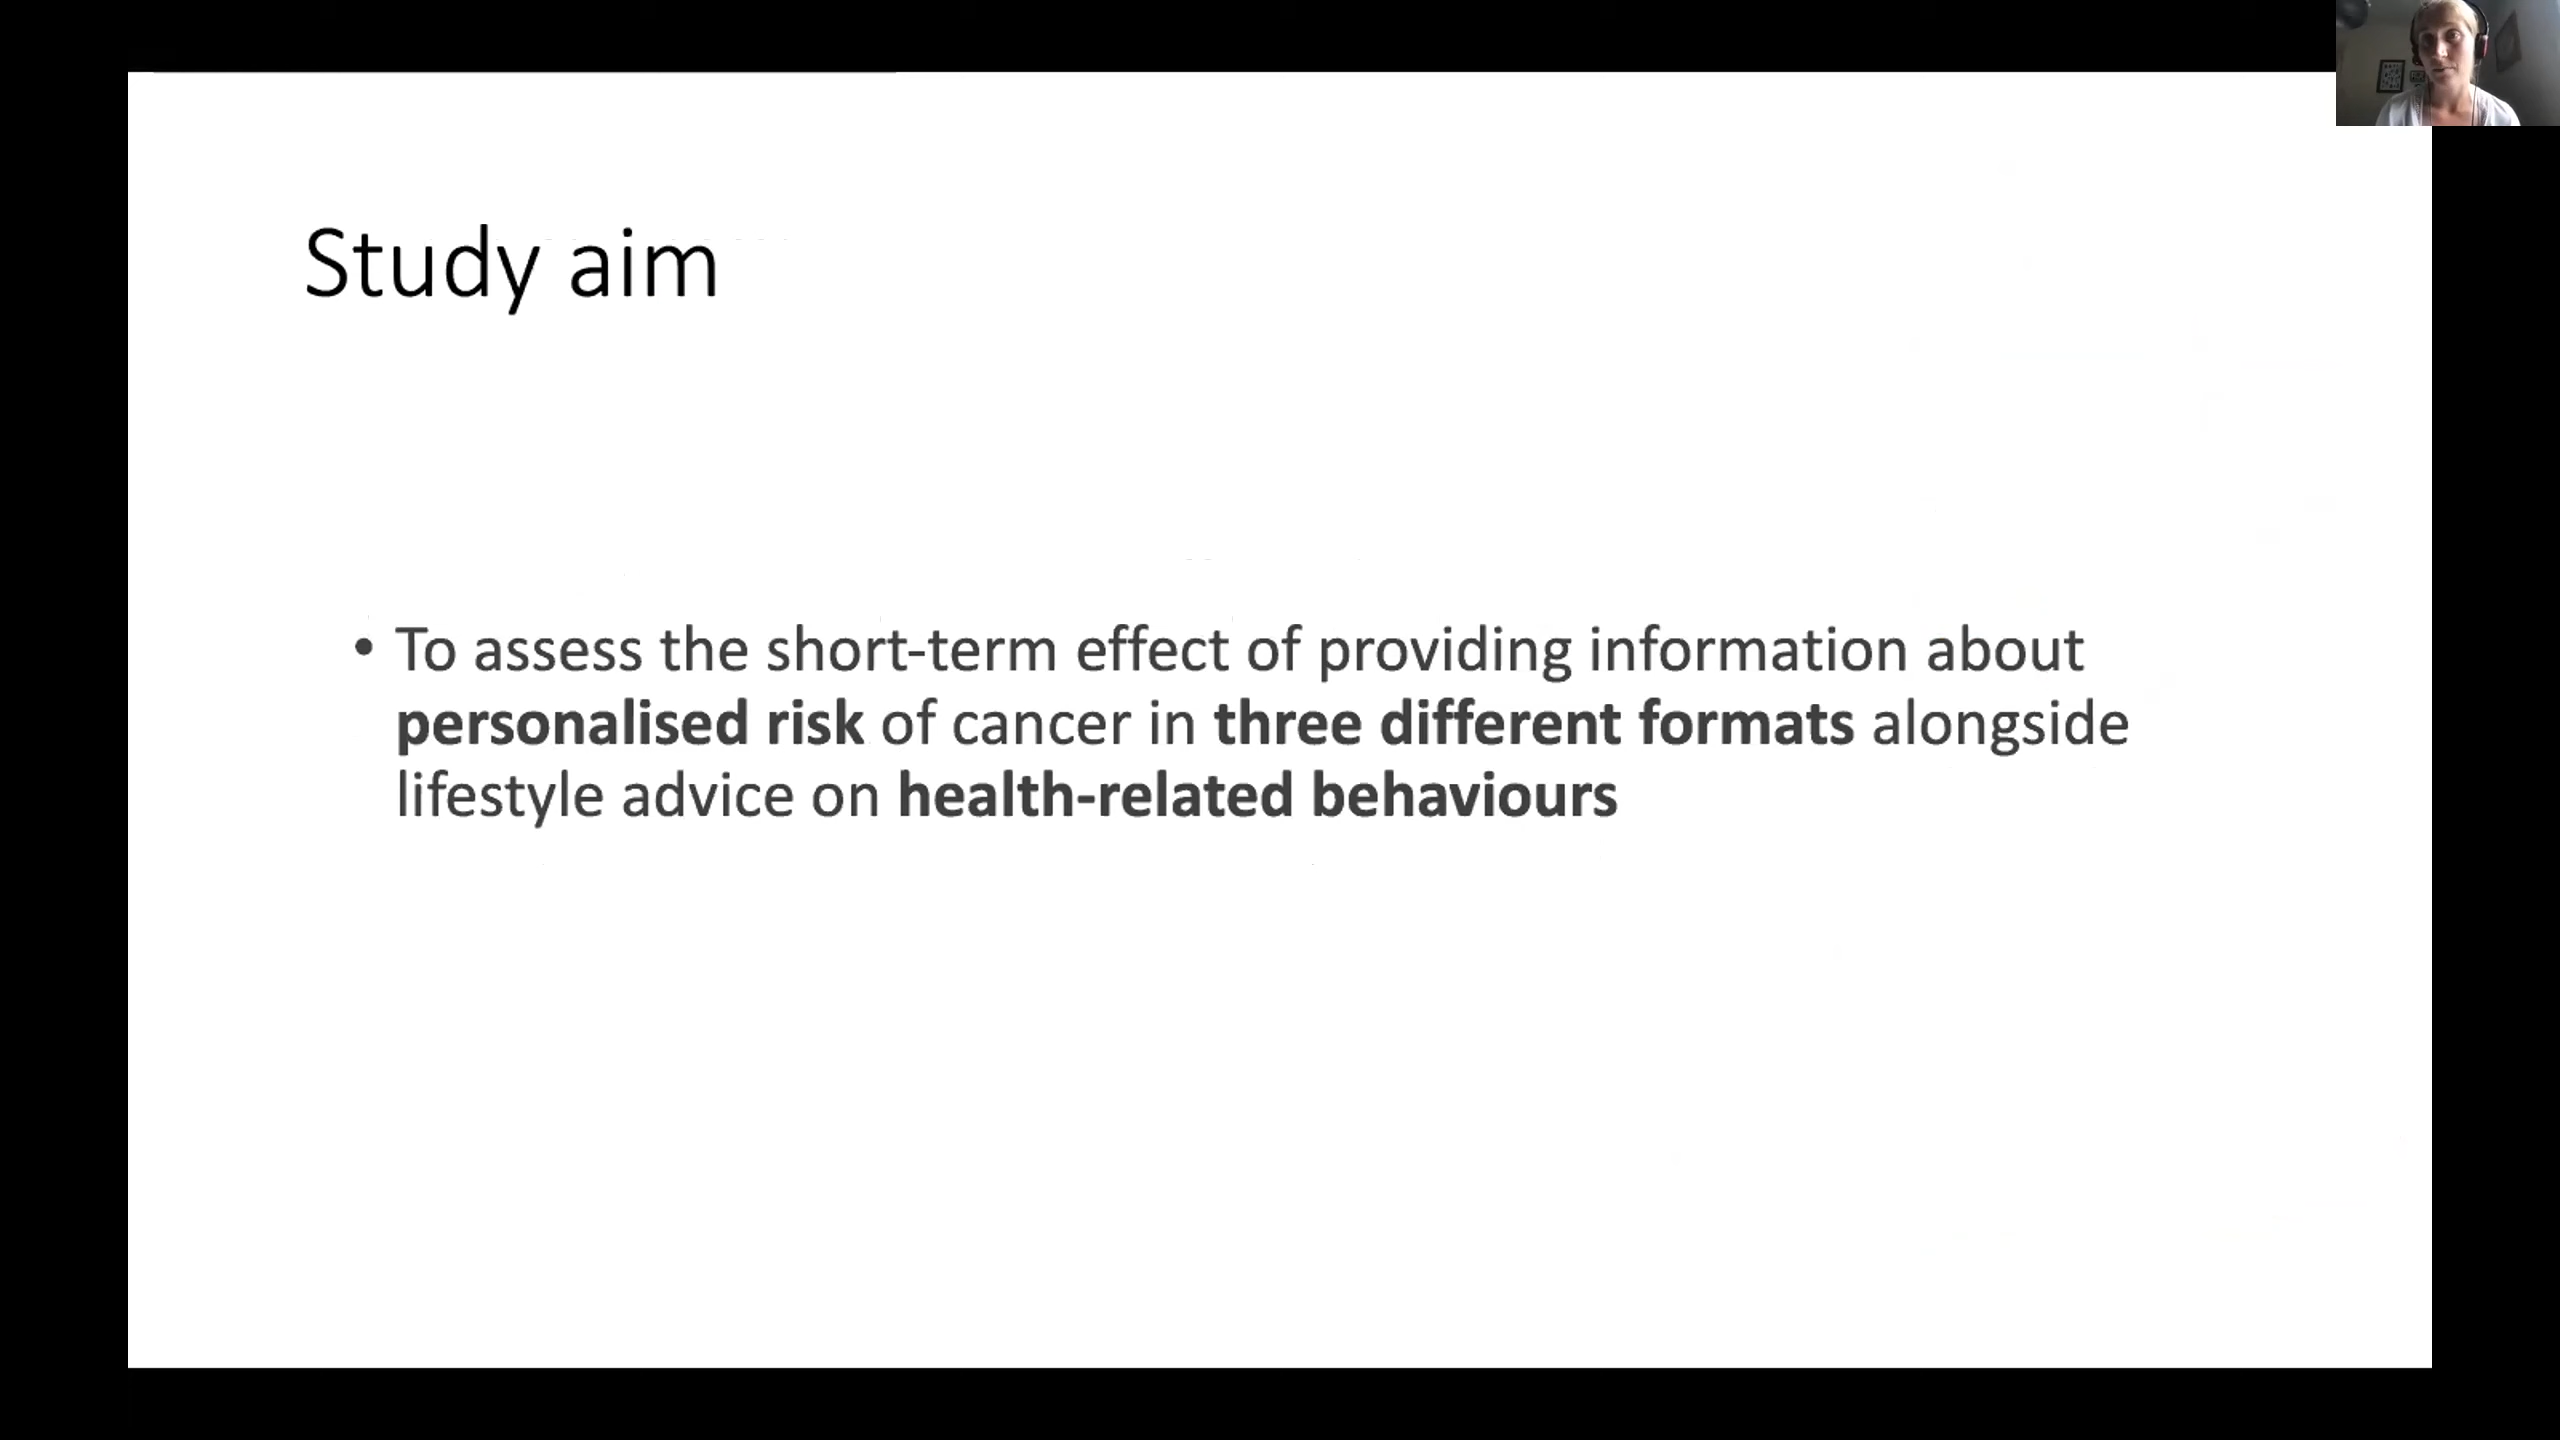 Study aim
• To assess the short-term effect of providing information about
personalised risk of cancer in three different formats alongside
lifestyle advice on health-related behaviours